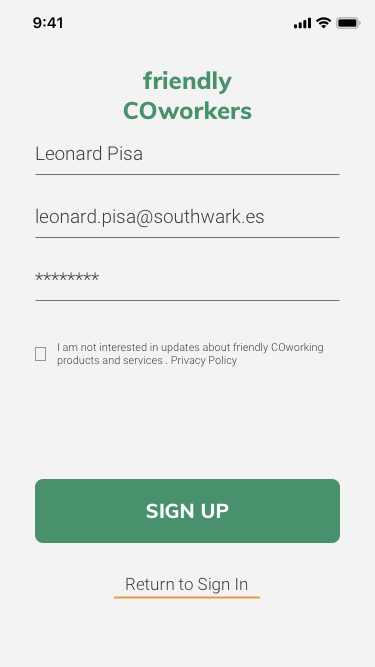 9:41
friendly
COworkers
Leonard Pisa
leonard.pisa@southwark.es
********
I am not interested in updates about friendly COworking
products and services . Privacy Policy
SIGN UP
Return to Sign In